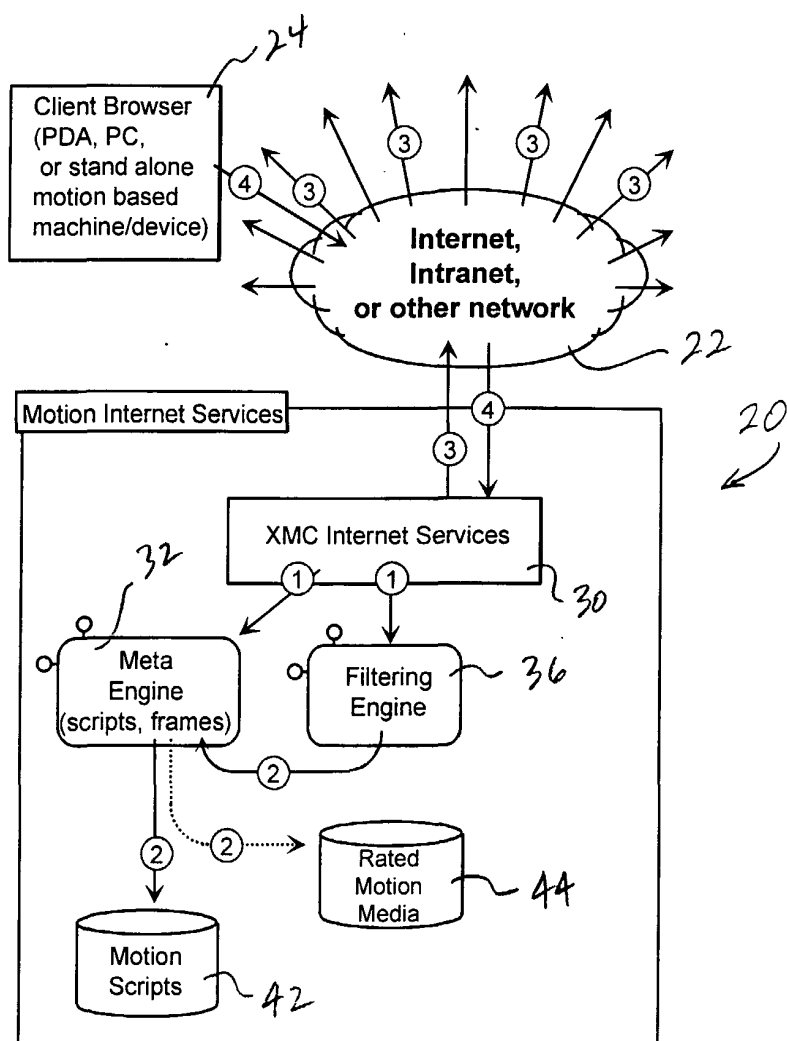 24
Client Browser
(PDA, PC,
or stand alone
motion based
machine/device)
4
3
3
3
3
Internet,
Intranet,
or other network
22
Motion Internet Services
3
4
20
XMC Internet Services
30
1
1
32
Meta
Engine
(scripts, frames)
Filtering
Engine
36
2
2
2
Rated
Motion
Media
44
Motion
Scripts
42